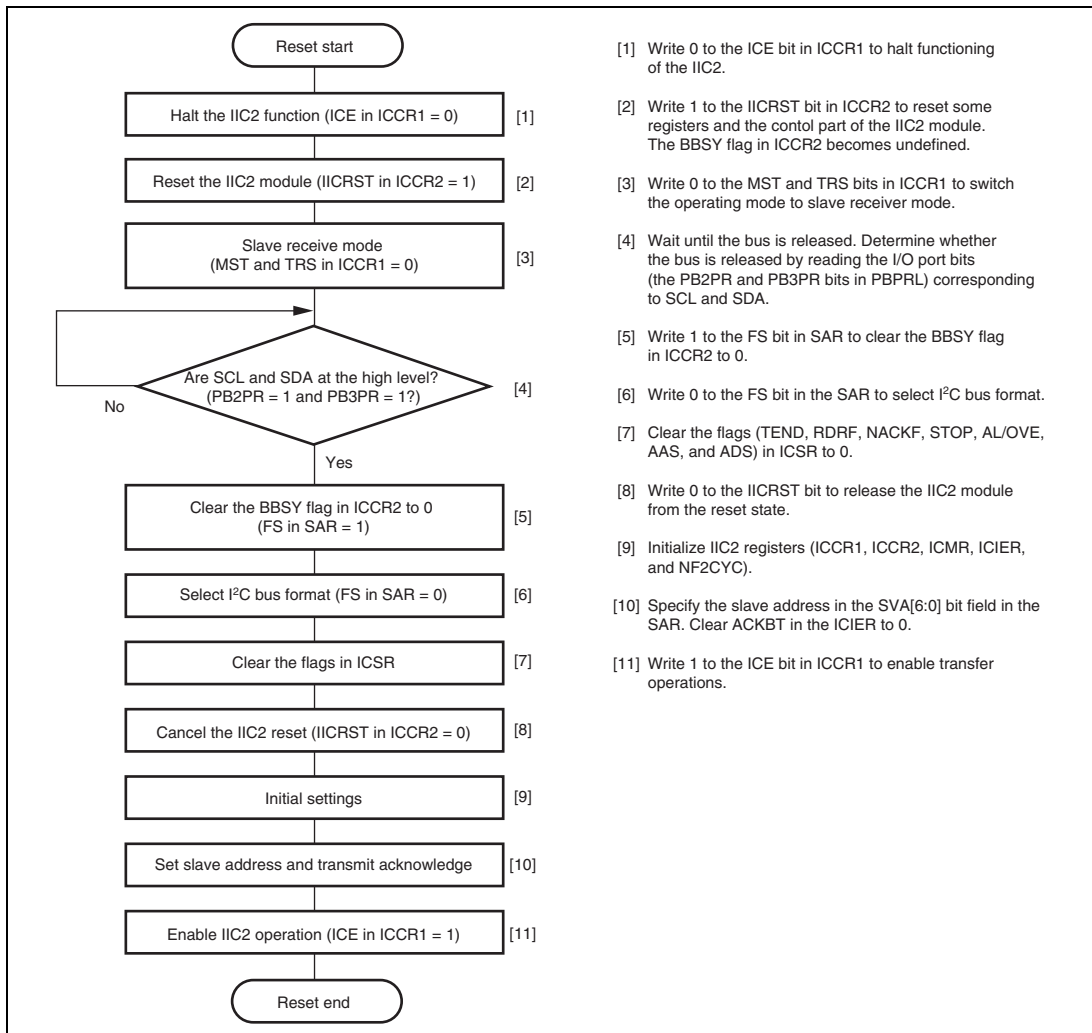 Reset start
Halt the IIC2 function (ICE in ICCR1 = 0)
[1]
Reset the IIC2 module (IICRST in ICCR2 = 1)
[2]
Slave receive mode
(MST and TRS in ICCR1 = 0)
[3]
Are SCL and SDA at the high level?
(PB2PR = 1 and PB3PR = 1?)
[4]
No
Yes
Clear the BBSY flag in ICCR2 to 0
(FS in SAR = 1)
[5]
Select I²C bus format (FS in SAR = 0)
[6]
Clear the flags in ICSR
[7]
Cancel the IIC2 reset (IICRST in ICCR2 = 0)
[8]
Initial settings
[9]
Set slave address and transmit acknowledge
[10]
Enable IIC2 operation (ICE in ICCR1 = 1)
[11]
Reset end
[1] Write 0 to the ICE bit in ICCR1 to halt functioning
of the IIC2.
[2] Write 1 to the IICRST bit in ICCR2 to reset some
registers and the contol part of the IIC2 module.
The BBSY flag in ICCR2 becomes undefined.
[3] Write 0 to the MST and TRS bits in ICCR1 to switch
the operating mode to slave receiver mode.
[4] Wait until the bus is released. Determine whether
the bus is released by reading the I/O port bits
(the PB2PR and PB3PR bits in PBPRL) corresponding
to SCL and SDA.
[5] Write 1 to the FS bit in SAR to clear the BBSY flag
in ICCR2 to 0.
[6] Write 0 to the FS bit in the SAR to select I²C bus format.
[7] Clear the flags (TEND, RDRF, NACKF, STOP, AL/OVE,
AAS, and ADS) in ICSR to 0.
[8] Write 0 to the IICRST bit to release the IIC2 module
from the reset state.
[9] Initialize IIC2 registers (ICCR1, ICCR2, ICMR, ICIER,
and NF2CYC).
[10] Specify the slave address in the SVA[6:0] bit field in the
SAR. Clear ACKBT in the ICIER to 0.
[11] Write 1 to the ICE bit in ICCR1 to enable transfer
operations.